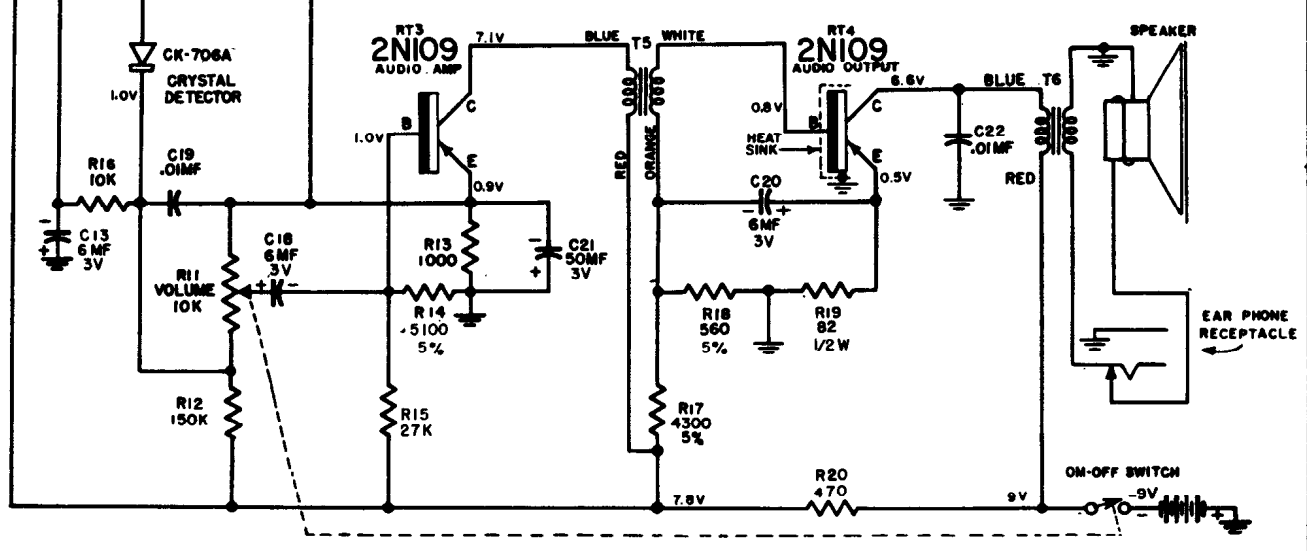 CK-706A
CRYSTAL
DETECTOR
1.0V
R16
10K
C19
.01MF
C13
6MF
3V
R11
VOLUME
10K
C18
6MF
3V
R12
150K
RT3
2N109
AUDIO AMP
7.1V
B
C
E
1.0V
0.9V
R13
1000
C21
50MF
3V
R14
5100
5%
R15
27K
BLUE
T5
WHITE
RED
ORANGE
RT4
2N109
AUDIO OUTPUT
6.6V
0.8V
B
C
E
HEAT
SINK
0.5V
C20
6MF
3V
R18
560
5%
R19
82
1/2W
R17
4300
5%
7.8V
R20
470
9V
C22
.01MF
BLUE
T6
RED
SPEAKER
EAR PHONE
RECEPTACLE
OM-OFF SWITCH
-9V